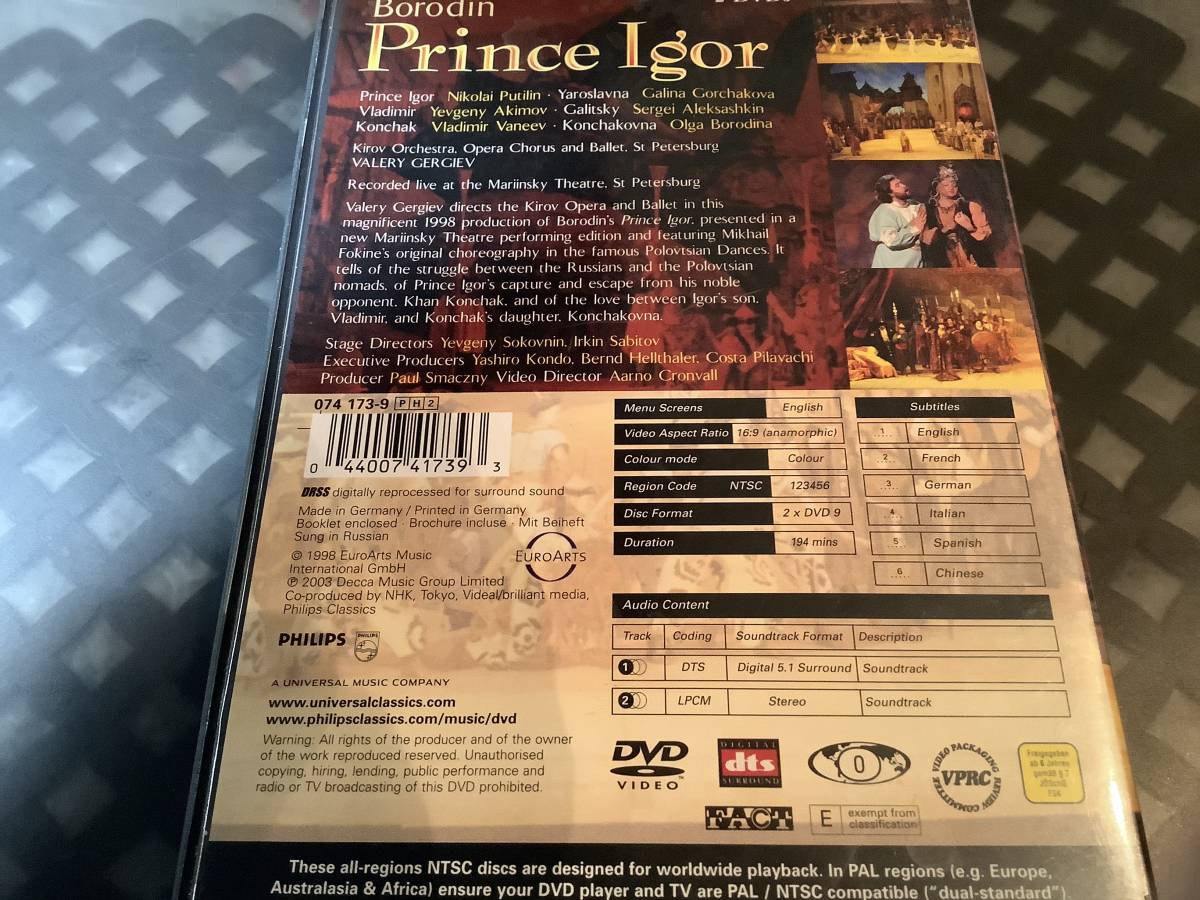 Borodin
Prince Igor
Prince Igor Nikolai Putilin · Yaroslavna Galina Gorchakova
Vladimir Yevgeny Akimov · Galitsky Sergei Aleksashkin
Konchak Vladimir Vaneev · Konchakovna Olga Borodina
Kirov Orchestra, Opera Chorus and Ballet, St Petersburg
VALERY GERGIEV
Recorded live at the Mariinsky Theatre, St Petersburg
Valery Gergiev directs the Kirov Opera and Ballet in this
magnificent 1998 production of Borodin's Prince Igor, presented in a
new Mariinsky Theatre performing edition and featuring Mikhail
Fokine's original choreography in the famous Polovtsian Dances. It
tells of the struggle between the Russians and the Polovtsian
nomads, of Prince Igor's capture and escape from his noble
opponent, Khan Konchak, and of the love between Igor's son,
Vladimir, and Konchak's daughter, Konchakovna.
Stage Directors Yevgeny Sokovnin, Irkin Sabitov
Executive Producers Yashiro Kondo, Bernd Hellthaler, Costa Pilavachi
Producer Paul Smaczny Video Director Aarno Cronvall
074 173-9 P H 2
0 44007 41739 3
DRSS digitally reprocessed for surround sound
Made in Germany / Printed in Germany
Booklet enclosed · Brochure incluse · Mit Beiheft
Sung in Russian
© 1998 EuroArts Music
International GmbH
℗ 2003 Decca Music Group Limited
Co-produced by NHK, Tokyo, Videal/brilliant media,
Philips Classics
EUROARTS
PHILIPS PHILIPS
A UNIVERSAL MUSIC COMPANY
www.universalclassics.com
www.philipsclassics.com/music/dvd
Warning: All rights of the producer and of the owner
of the work reproduced reserved. Unauthorised
copying, hiring, lending, public performance and
radio or TV broadcasting of this DVD prohibited.
Menu Screens English
Video Aspect Ratio 16:9 (anamorphic)
Colour mode Colour
Region Code NTSC 123456
Disc Format 2 x DVD 9
Duration 194 mins
Subtitles
1 English
2 French
3 German
4 Italian
5 Spanish
6 Chinese
Audio Content
Track Coding Soundtrack Format Description
1 DTS Digital 5.1 Surround Soundtrack
2 LPCM Stereo Soundtrack
DVD
VIDEO
DIGITAL
dts
SURROUND
0
VIDEO PACKAGING REVIEW COMMITTEE
VPRC
Freigegeben
ab 6 Jahren
gemäß § 7
JÖSchG
FSK
FACT
E exempt from
classification
These all-regions NTSC discs are designed for worldwide playback. In PAL regions (e.g. Europe,
Australasia & Africa) ensure your DVD player and TV are PAL / NTSC compatible ("dual-standard").